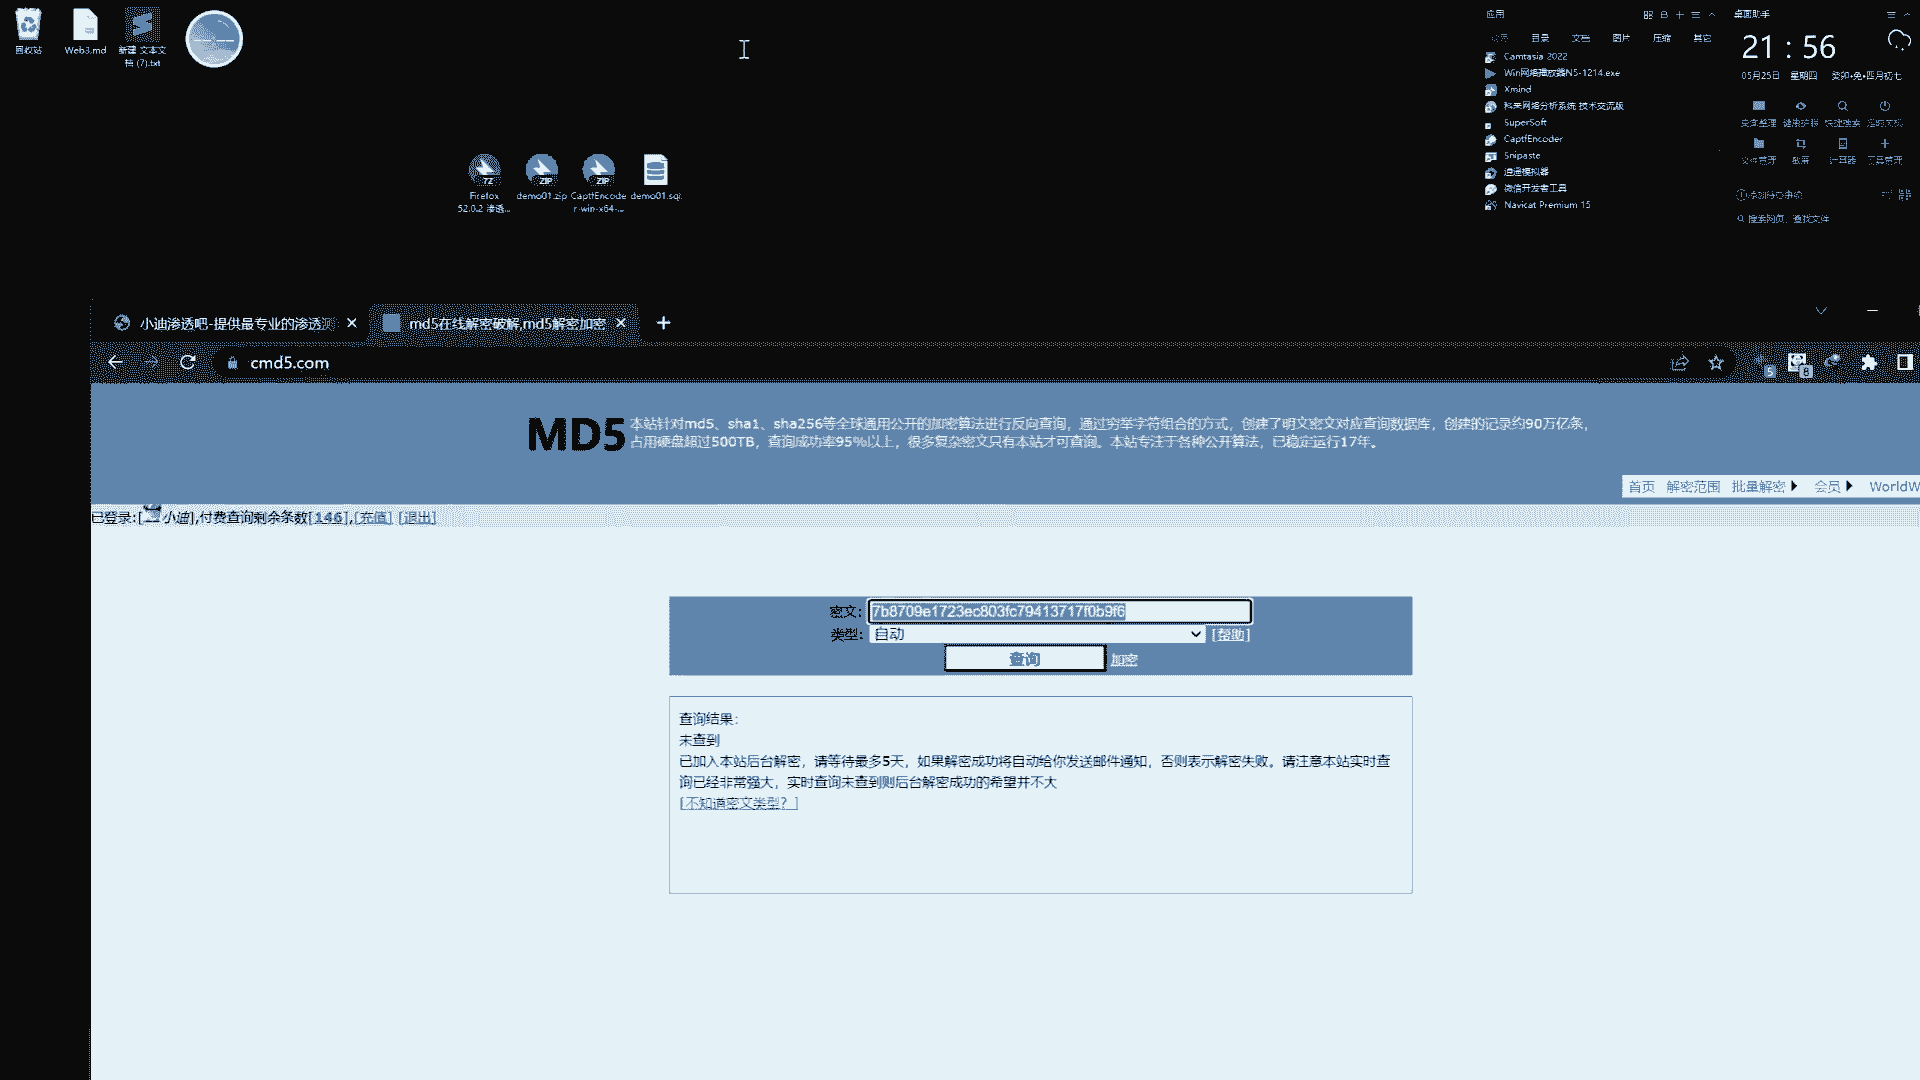 回收站
Web3.md
新建 文本文
档 (7).txt
Firefox
52.0.2 渗透...
demo01.zip
CaptfEncode
r-win-x64-...
demo01.sql
应用
目录
文档
图片
压缩
其它
Camtasia 2022
Win网络播放器N5-1214.exe
Xmind
科来网络分析系统 技术交流版
SuperSoft
CaptfEncoder
Snipaste
逍遥模拟器
微信开发者工具
Navicat Premium 15
桌面助手
21 : 56
05月25日 星期四 癸卯•兔•四月初七
搜索网页、查找文件
小迪渗透吧-提供最专业的渗透测
md5在线解密破解,md5解密加密
cmd5.com
5
8
MD5
本站针对md5、sha1、sha256等全球通用公开的加密算法进行反向查询，通过穷举字符组合的方式，创建了明文密文对应查询数据库，创建的记录约90万亿条，
占用硬盘超过500TB，查询成功率95%以上，很多复杂密文只有本站才可查询。本站专注于各种公开算法，已稳定运行17年。
首页 解密范围 批量解密 会员 WorldW
已登录:[小迪],付费查询剩余条数[146],[充值] [退出]
密文: 7b8709e1723ec803fc79413717f0b9f6
类型: 自动 [帮助]
查询 加密
查询结果：
未查到
已加入本站后台解密，请等待最多5天，如果解密成功将自动给你发送邮件通知，否则表示解密失败。请注意本站实时查
询已经非常强大，实时查询未查到则后台解密成功的希望并不大
[不知道密文类型？]